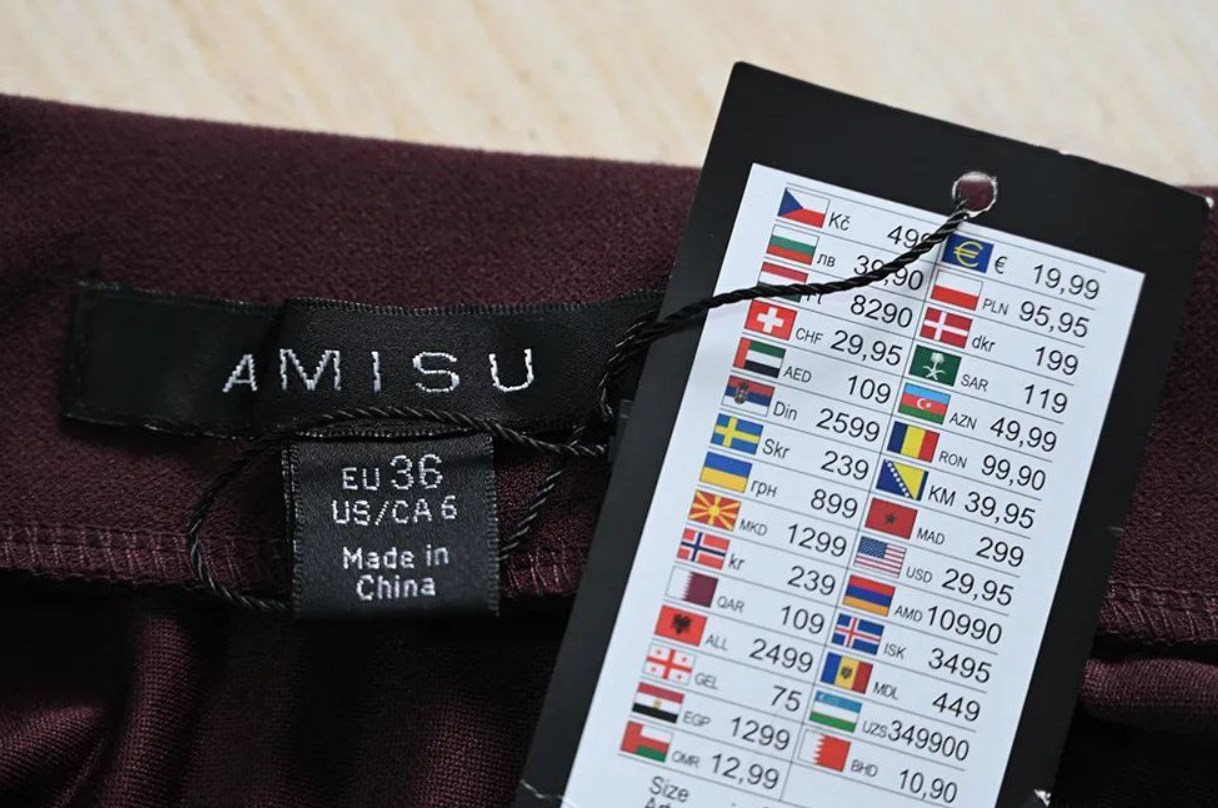 AMISU
EU 36
US/CA 6
Made in
China
Kč 499
лв 39,90
Ft 8290
CHF 29,95
AED 109
Din 2599
Skr 239
грн 899
MKD 1299
kr 239
QAR 109
ALL 2499
GEL 75
EGP 1299
OMR 12,99
Size
€ € 19,99
PLN 95,95
dkr 199
SAR 119
AZN 49,99
RON 99,90
KM 39,95
MAD 299
USD 29,95
AMD 10990
ISK 3495
MDL 449
UZS 349900
BHD 10,90